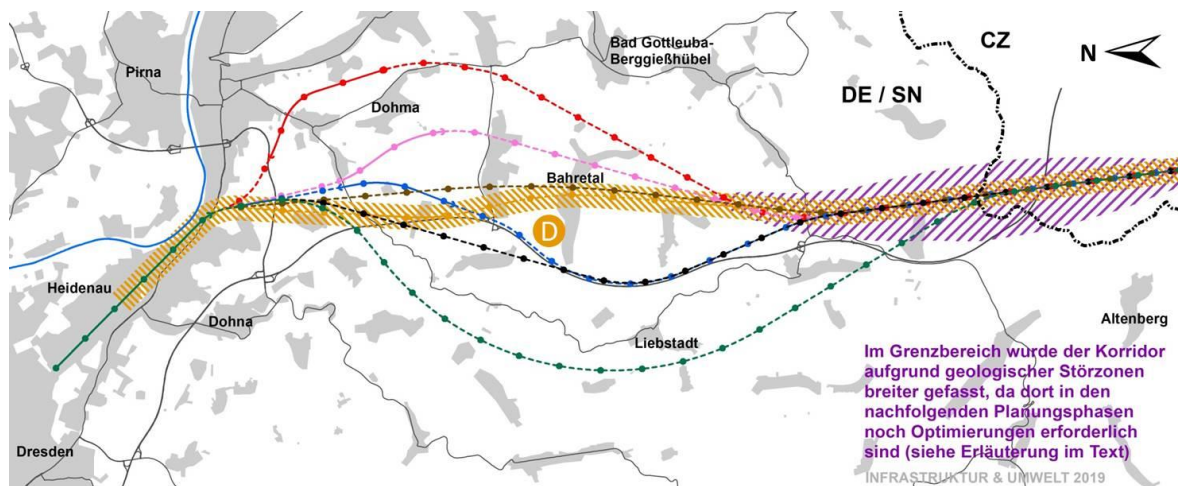 Pirna
Bad Gottleuba-
Berggießhübel
CZ
N
DE / SN
Dohma
Bahretal
D
Heidenau
Dohna
Liebstadt
Altenberg
Dresden
Im Grenzbereich wurde der Korridor
aufgrund geologischer Störzonen
breiter gefasst, da dort in den
nachfolgenden Planungsphasen
noch Optimierungen erforderlich
sind (siehe Erläuterung im Text)
INFRASTRUKTUR & UMWELT 2019